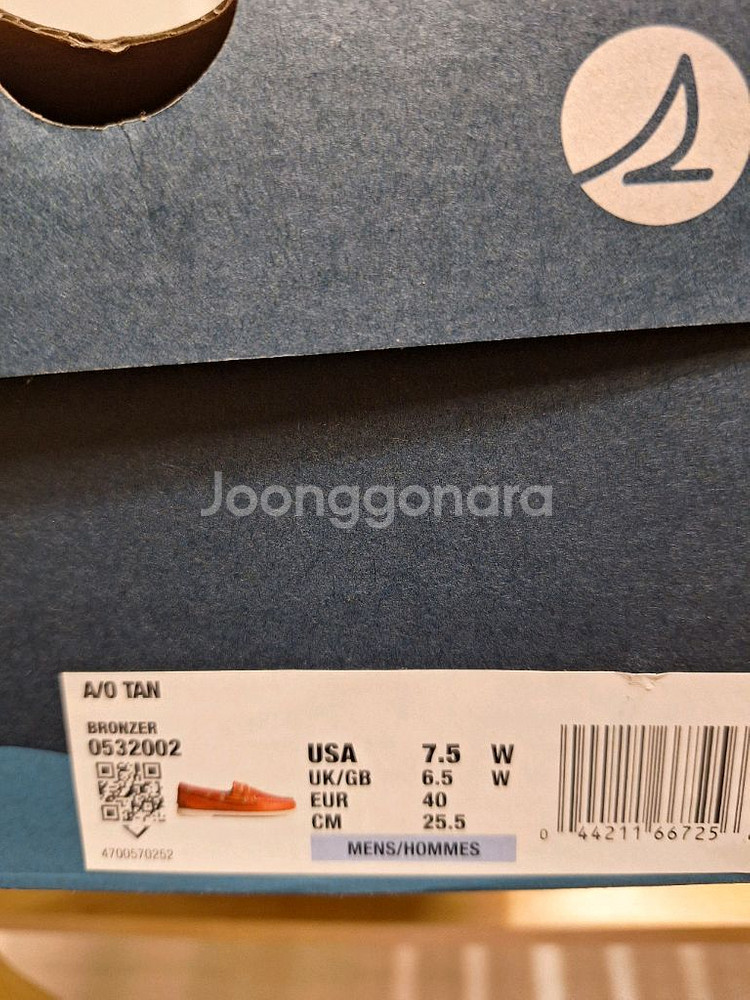 Joonggonara
A/O TAN
BRONZER
0532002
USA 7.5 W
UK/GB 6.5 W
EUR 40
CM 25.5
MENS/HOMMES
4700570252
0 44211 66725